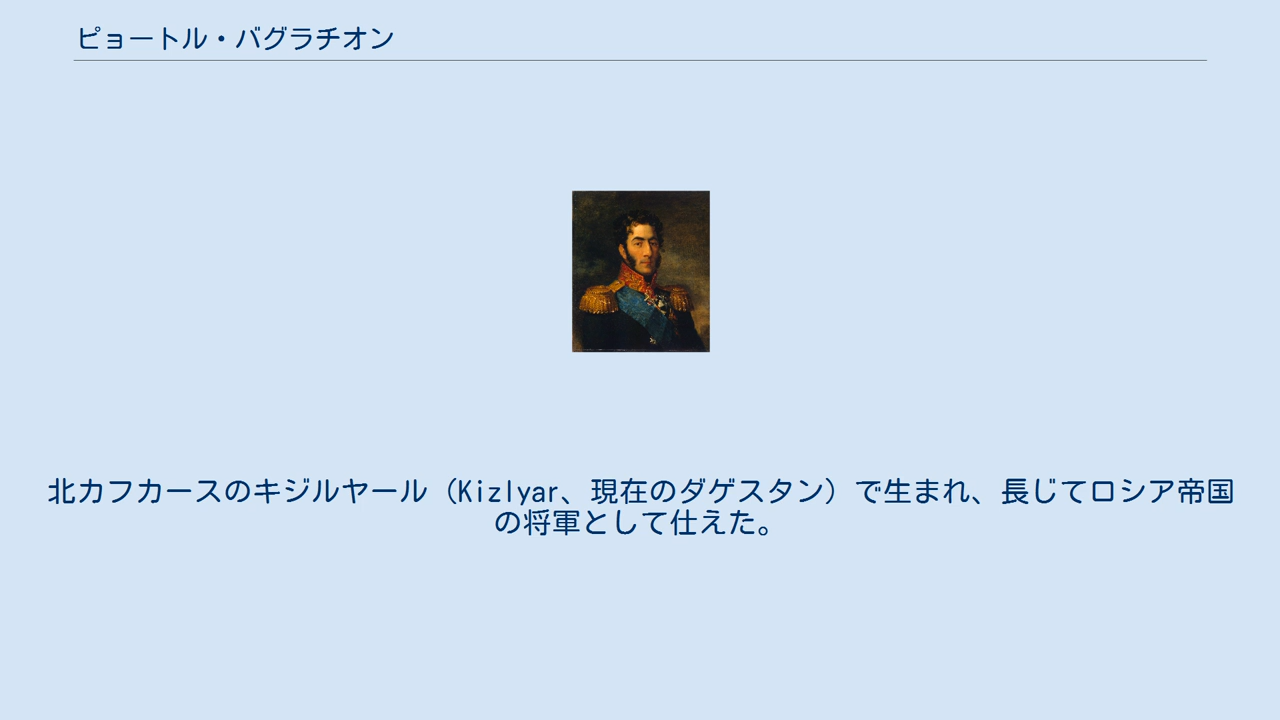 ピョートル・バグラチオン
北カフカースのキジルヤール（Kizlyar、現在のダゲスタン）で生まれ、長じてロシア帝国
の将軍として仕えた。